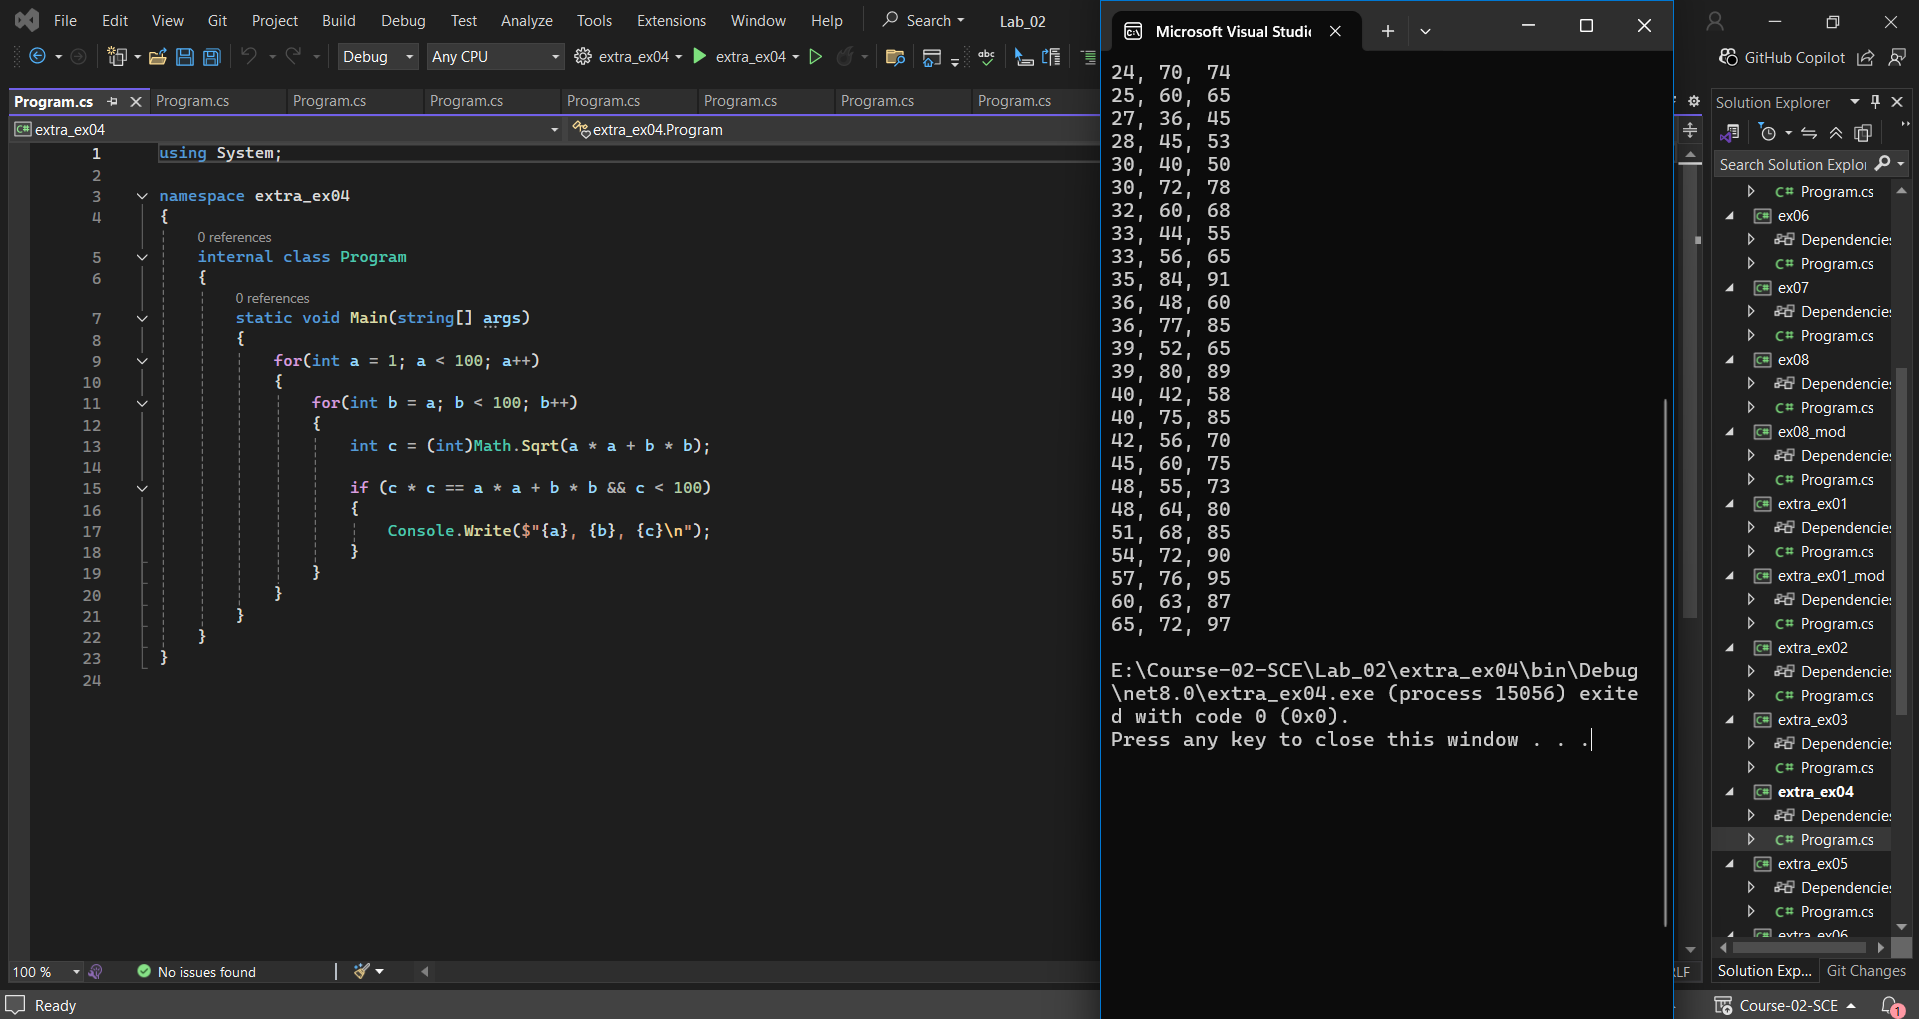 File Edit View Git Project Build Debug Test Analyze Tools Extensions Window Help Search Lab_02
Debug Any CPU extra_ex04 extra_ex04
GitHub Copilot
Program.cs Program.cs Program.cs Program.cs Program.cs Program.cs Program.cs Program.cs
extra_ex04 extra_ex04.Program
1 using System;
2
3 namespace extra_ex04
4 {
0 references
5 internal class Program
6 {
0 references
7 static void Main(string[] args)
8 {
9 for(int a = 1; a < 100; a++)
10 {
11 for(int b = a; b < 100; b++)
12 {
13 int c = (int)Math.Sqrt(a * a + b * b);
14
15 if (c * c == a * a + b * b && c < 100)
16 {
17 Console.Write($"{a}, {b}, {c}\n");
18 }
19 }
20 }
21 }
22 }
23 }
24
100 % No issues found
LF
Ready
Microsoft Visual Studi
24, 70, 74
25, 60, 65
27, 36, 45
28, 45, 53
30, 40, 50
30, 72, 78
32, 60, 68
33, 44, 55
33, 56, 65
35, 84, 91
36, 48, 60
36, 77, 85
39, 52, 65
39, 80, 89
40, 42, 58
40, 75, 85
42, 56, 70
45, 60, 75
48, 55, 73
48, 64, 80
51, 68, 85
54, 72, 90
57, 76, 95
60, 63, 87
65, 72, 97
E:\Course-02-SCE\Lab_02\extra_ex04\bin\Debug
\net8.0\extra_ex04.exe (process 15056) exite
d with code 0 (0x0).
Press any key to close this window . . .
Solution Explorer
Search Solution Explo
C# Program.cs
C# ex06
Dependencies
C# Program.cs
C# ex07
Dependencies
C# Program.cs
C# ex08
Dependencies
C# Program.cs
C# ex08_mod
Dependencies
C# Program.cs
C# extra_ex01
Dependencies
C# Program.cs
C# extra_ex01_mod
Dependencies
C# Program.cs
C# extra_ex02
Dependencies
C# Program.cs
C# extra_ex03
Dependencies
C# Program.cs
C# extra_ex04
Dependencies
C# Program.cs
C# extra_ex05
Dependencies
C# Program.cs
C# extra_ex06
Solution Exp... Git Changes
Course-02-SCE 1